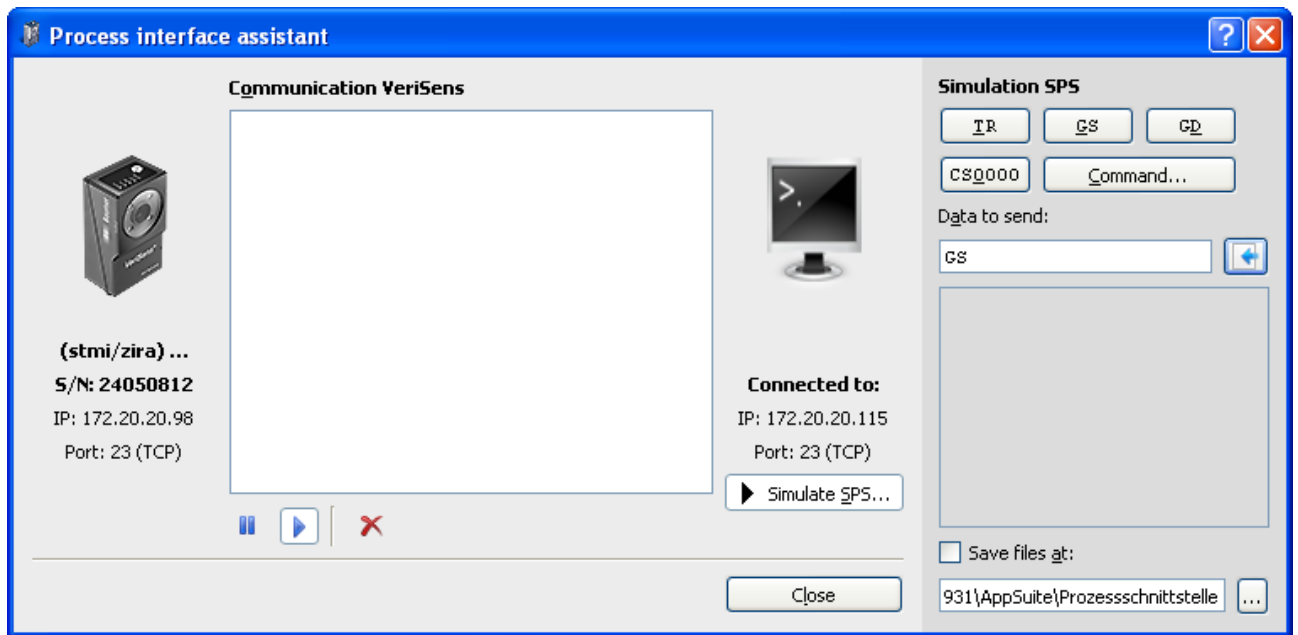 Process interface assistant
Communication VeriSens
VeriSens
(stmi/zira) ...
S/N: 24050812
IP: 172.20.20.98
Port: 23 (TCP)
>.
Connected to:
IP: 172.20.20.115
Port: 23 (TCP)
Simulate SPS...
Close
Simulation SPS
TR GS GD
CS0000 Command...
Data to send:
GS
Save files at:
931\AppSuite\Prozessschnittstelle ...